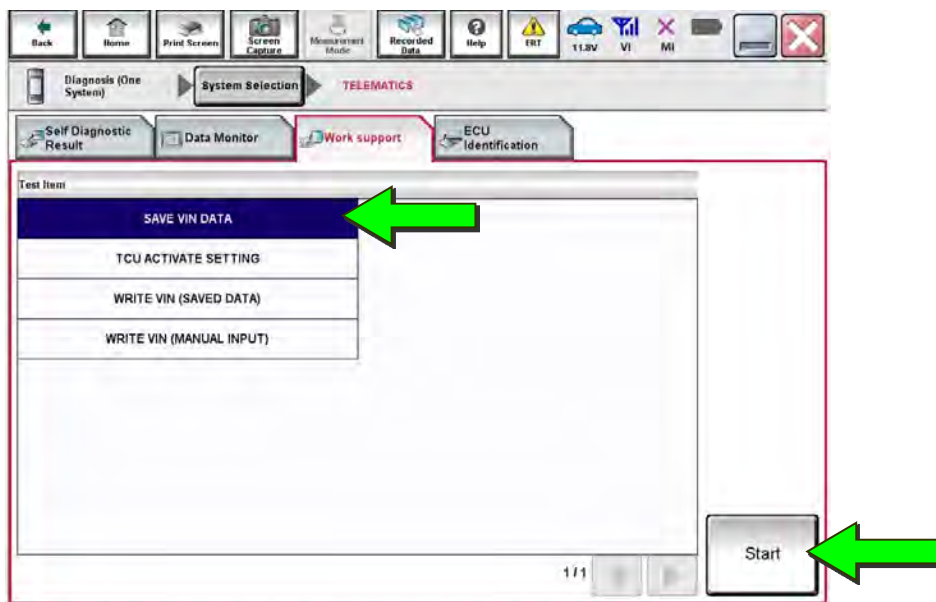 Back
Home
Print Screen
Screen
Capture
Measurement
Mode
Recorded
Data
Help
ERT
11.8V
VI
MI
Diagnosis (One
System)
System Selection
TELEMATICS
Self Diagnostic
Result
Data Monitor
Work support
ECU
Identification
Test Item
SAVE VIN DATA
TCU ACTIVATE SETTING
WRITE VIN (SAVED DATA)
WRITE VIN (MANUAL INPUT)
1/1
Start